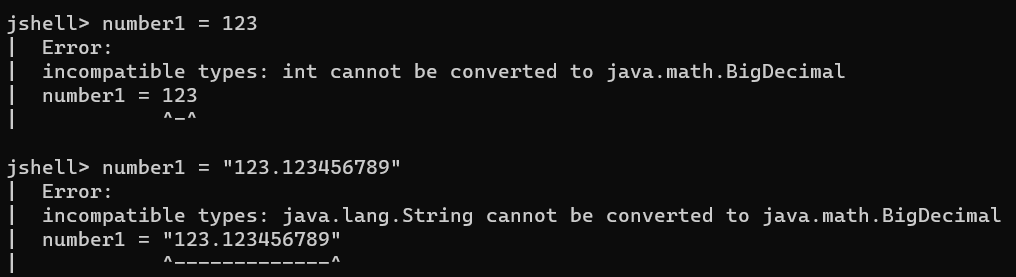 jshell> number1 = 123
|  Error:
|  incompatible types: int cannot be converted to java.math.BigDecimal
|  number1 = 123
|            ^-^
jshell> number1 = "123.123456789"
|  Error:
|  incompatible types: java.lang.String cannot be converted to java.math.BigDecimal
|  number1 = "123.123456789"
|            ^-------------^